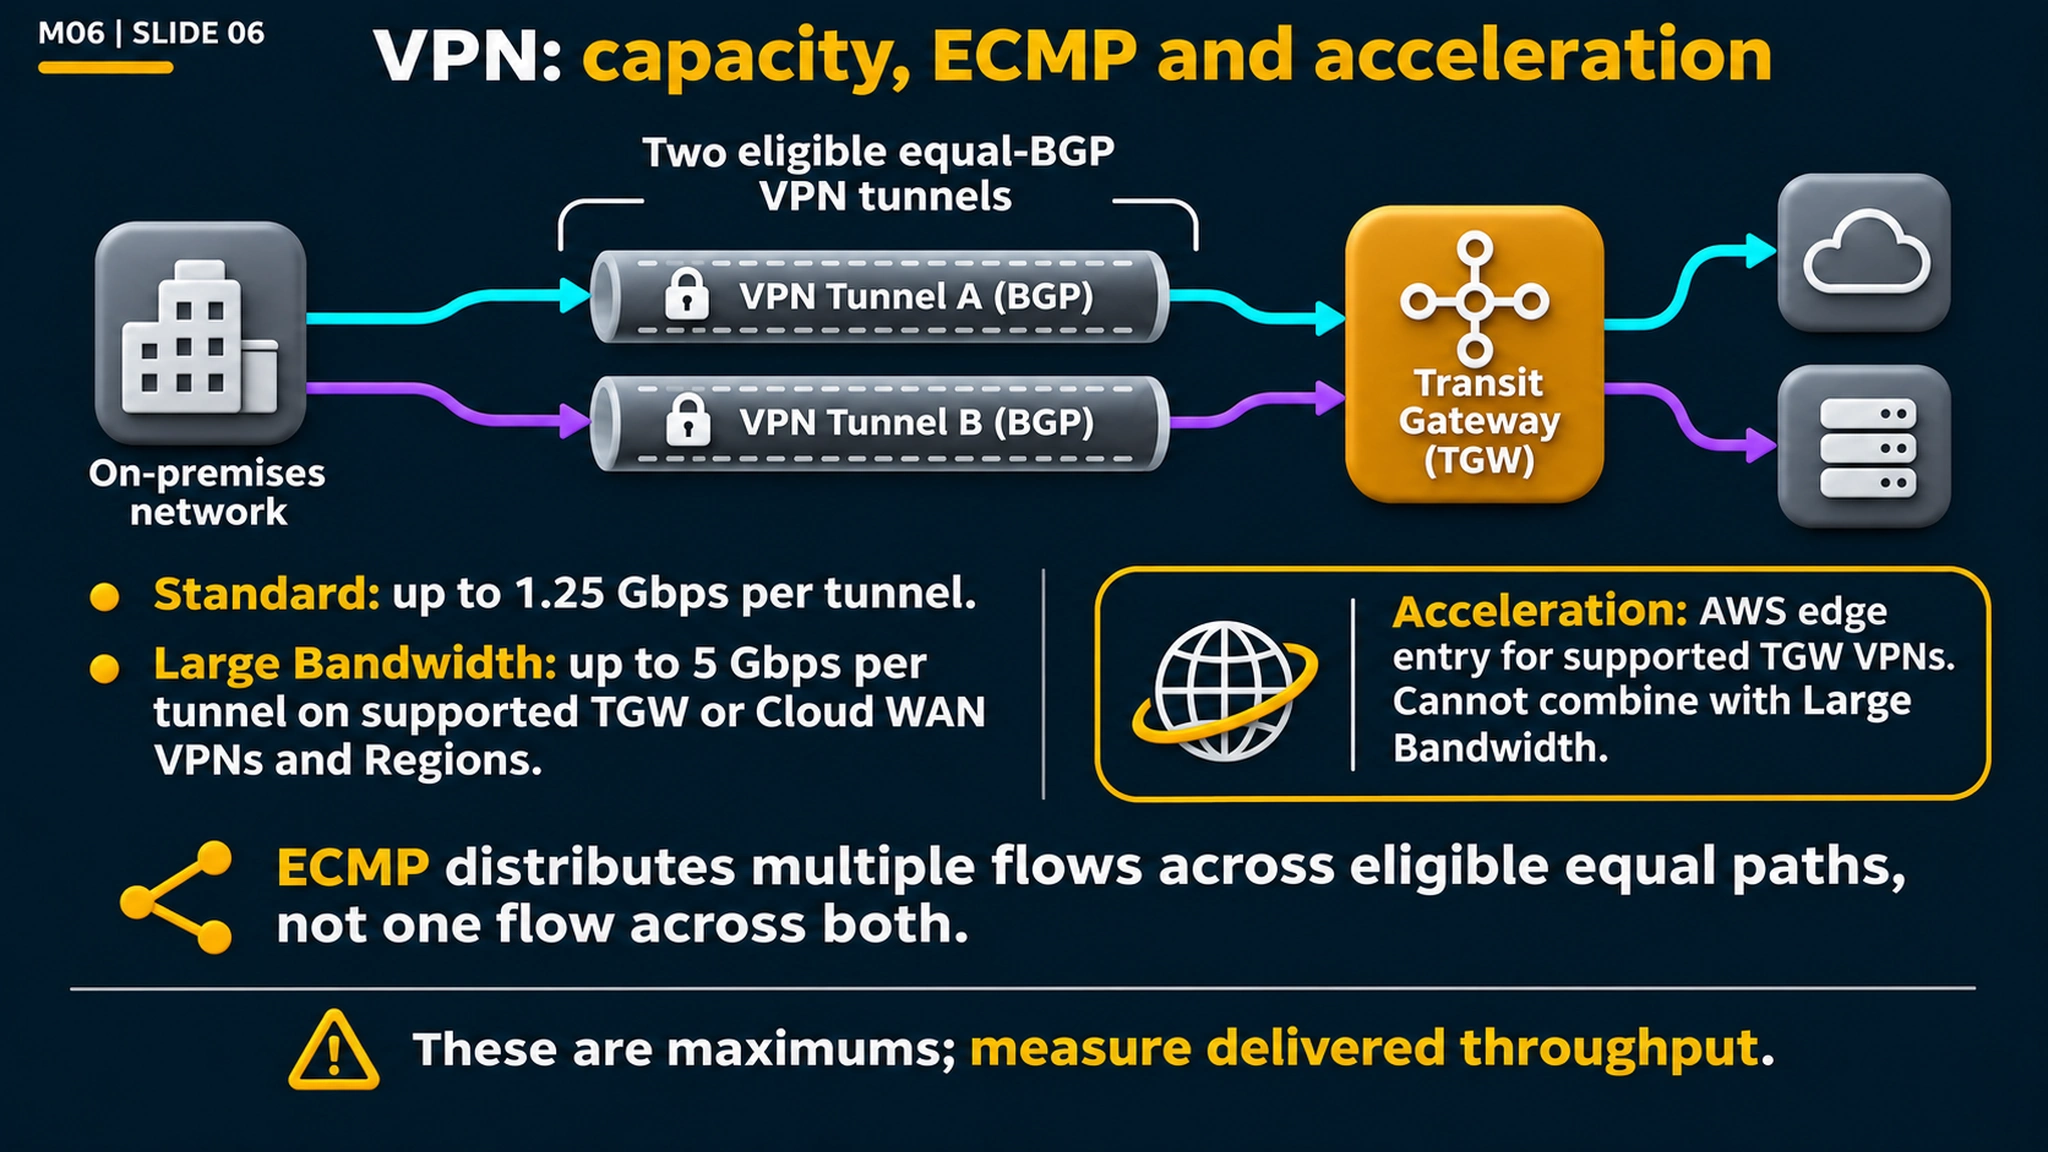 M06 | SLIDE 06
VPN: capacity, ECMP and acceleration
Two eligible equal-BGP
VPN tunnels
VPN Tunnel A (BGP)
VPN Tunnel B (BGP)
On-premises
network
Transit
Gateway
(TGW)
Standard: up to 1.25 Gbps per tunnel.
Large Bandwidth: up to 5 Gbps per
tunnel on supported TGW or Cloud WAN
VPNs and Regions.
Acceleration: AWS edge
entry for supported TGW VPNs.
Cannot combine with Large
Bandwidth.
ECMP distributes multiple flows across eligible equal paths,
not one flow across both.
These are maximums; measure delivered throughput.